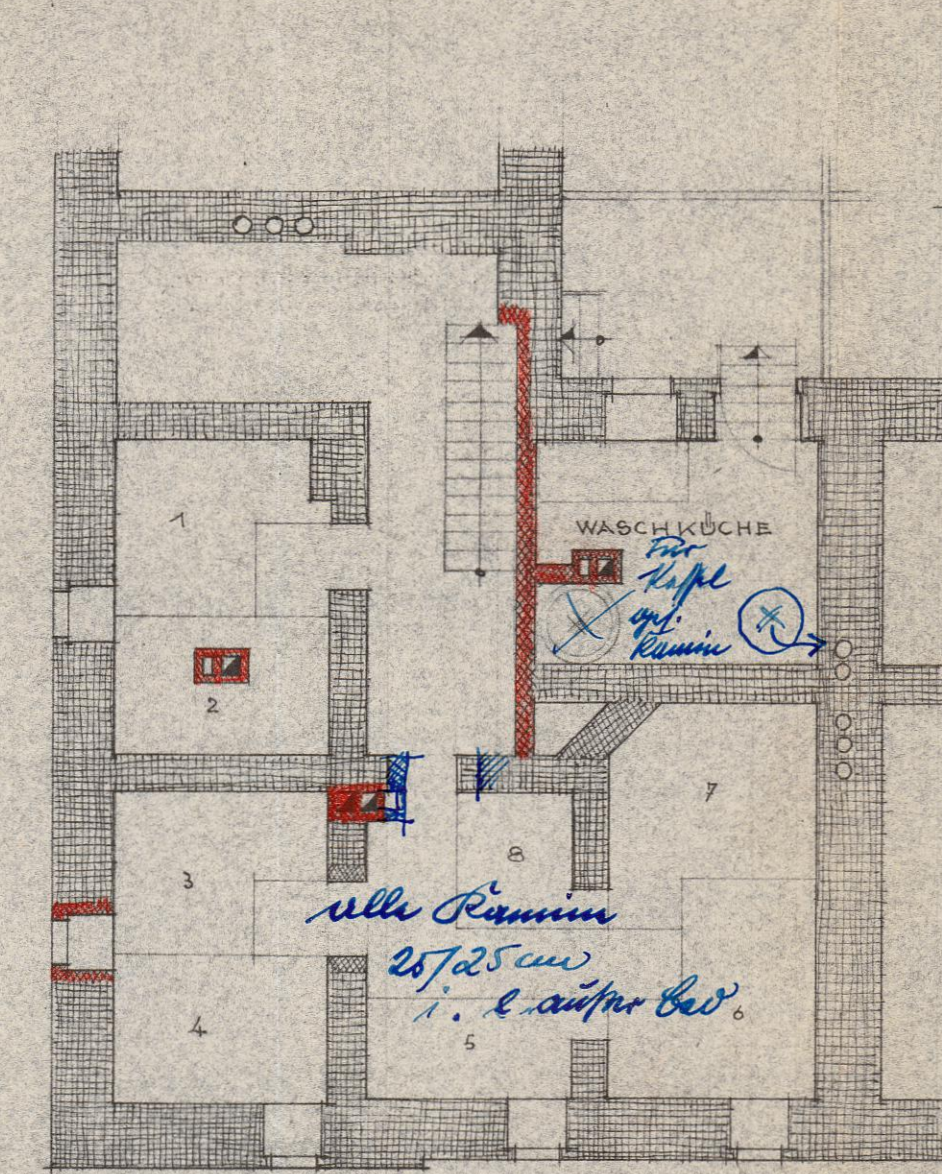 1
WASCHKÜCHE
Für
Kessel
Kamin
2
7
3
8
alle Kamine
25/25 cm
i. l außer Bad
4
5
6